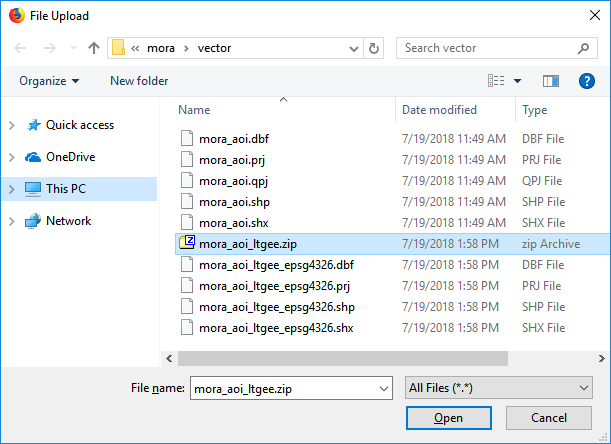 File Upload
« mora › vector
Search vector
Organize
New folder
?
Name Date modified Type
Quick access
OneDrive
This PC
Network
mora_aoi.dbf 7/19/2018 11:49 AM DBF File
mora_aoi.prj 7/19/2018 11:49 AM PRJ File
mora_aoi.qpj 7/19/2018 11:49 AM QPJ File
mora_aoi.shp 7/19/2018 11:49 AM SHP File
mora_aoi.shx 7/19/2018 11:49 AM SHX File
Z mora_aoi_ltgee.zip 7/19/2018 1:58 PM zip Archive
mora_aoi_ltgee_epsg4326.dbf 7/19/2018 1:58 PM DBF File
mora_aoi_ltgee_epsg4326.prj 7/19/2018 1:58 PM PRJ File
mora_aoi_ltgee_epsg4326.shp 7/19/2018 1:58 PM SHP File
mora_aoi_ltgee_epsg4326.shx 7/19/2018 1:58 PM SHX File
File name: mora_aoi_ltgee.zip All Files (*.*)
Open Cancel